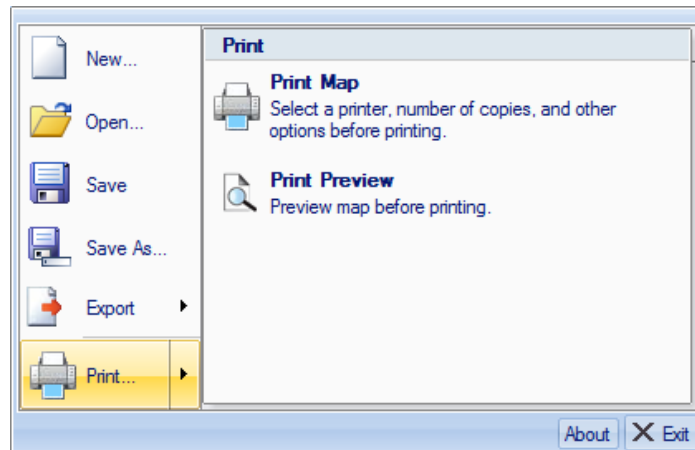 New...
Open...
Save
Save As...
Export
Print...
Print
Print Map
Select a printer, number of copies, and other
options before printing.
Print Preview
Preview map before printing.
About
Exit